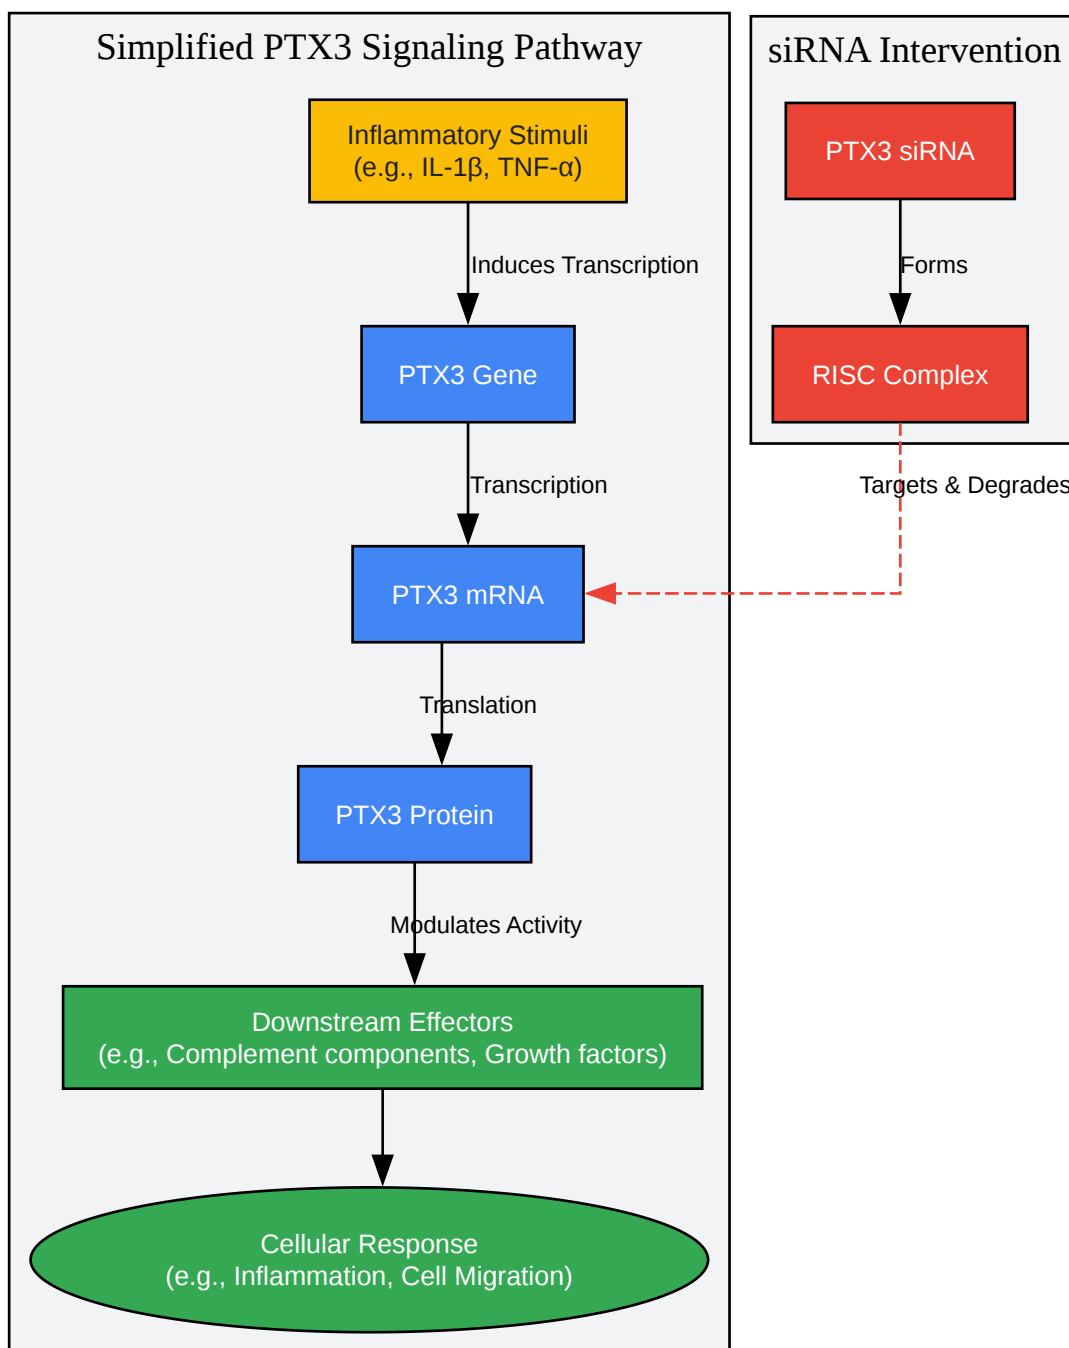 Simplified PTX3 Signaling Pathway
Inflammatory Stimuli
(e.g., IL-1β, TNF-α)
Induces Transcription
PTX3 Gene
Transcription
PTX3 mRNA
Translation
PTX3 Protein
Modulates Activity
Downstream Effectors
(e.g., Complement components, Growth factors)
Cellular Response
(e.g., Inflammation, Cell Migration)
siRNA Intervention
PTX3 siRNA
Forms
RISC Complex
Targets & Degrades